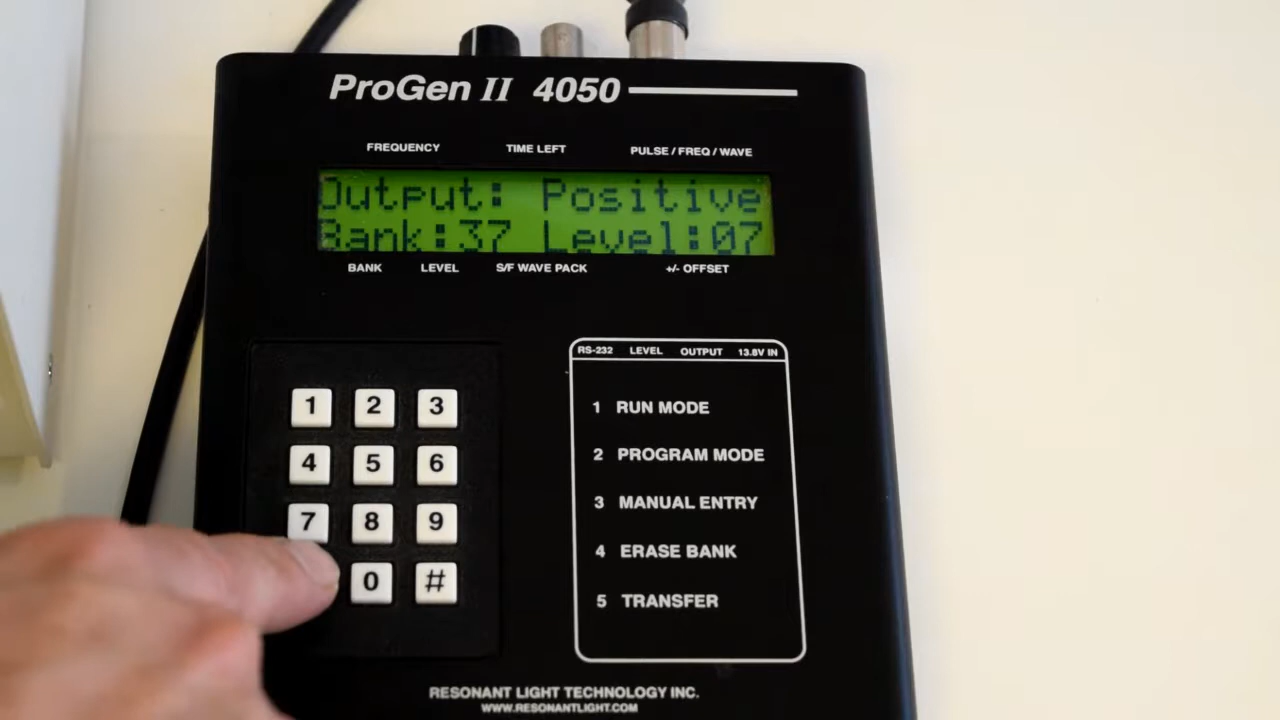 ProGen II 4050
FREQUENCY TIME LEFT PULSE / FREQ / WAVE
Output: Positive
Bank:37 Level:07
BANK LEVEL S/F WAVE PACK +/- OFFSET
RS-232 LEVEL OUTPUT 13.8V IN
1 RUN MODE
2 PROGRAM MODE
3 MANUAL ENTRY
4 ERASE BANK
5 TRANSFER
1 2 3
4 5 6
7 8 9
0 #
RESONANT LIGHT TECHNOLOGY INC.
WWW.RESONANTLIGHT.COM